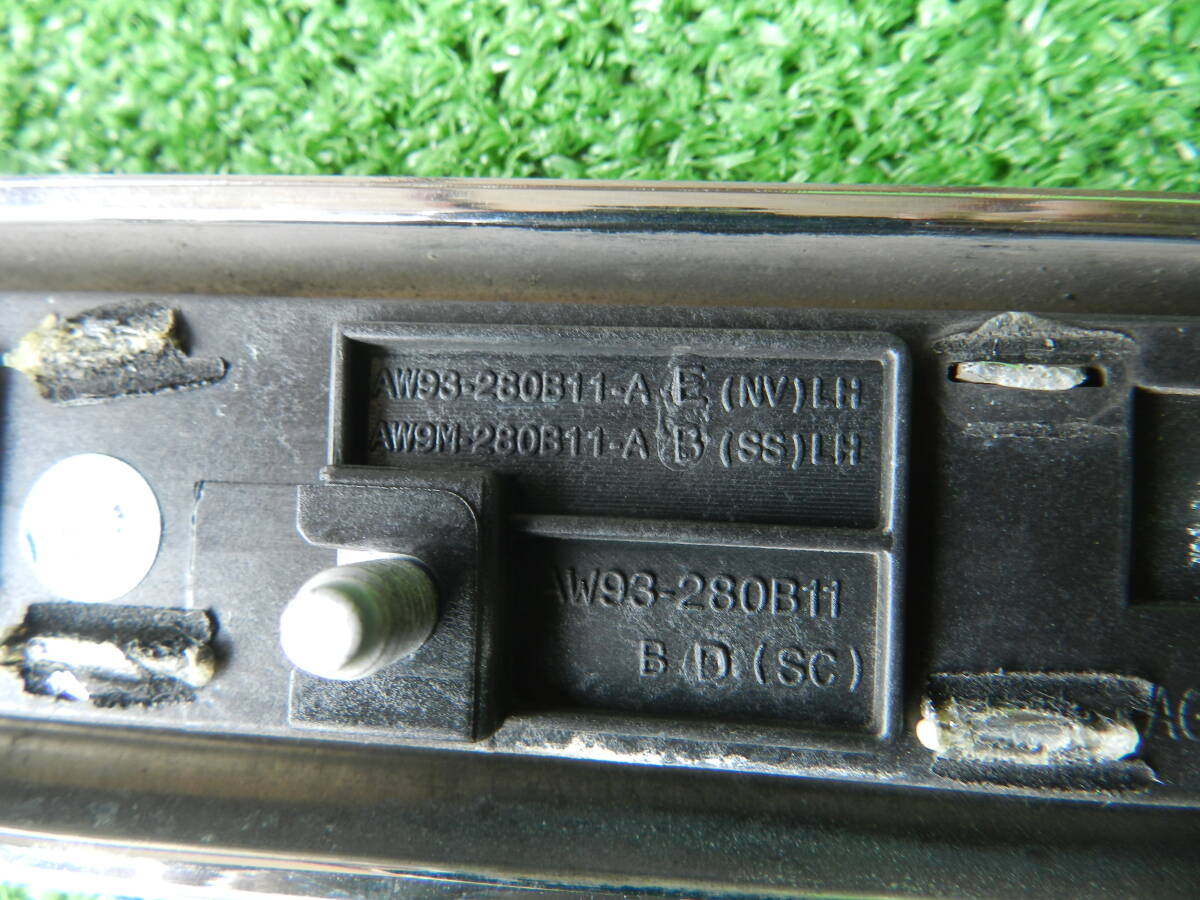 AW93-280B11-A E (NV)LH
AW9M-280B11-A B (SS)LH
AW93-280B11
B D (SC)